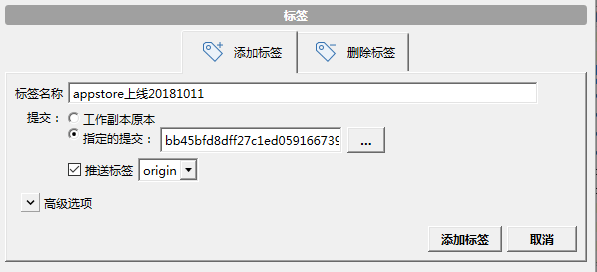 标签
添加标签 删除标签
标签名称 appstore上线20181011
提交： 工作副本原本
指定的提交： bb45bfd8dff27c1ed059166739 ...
推送标签 origin
高级选项
添加标签 取消